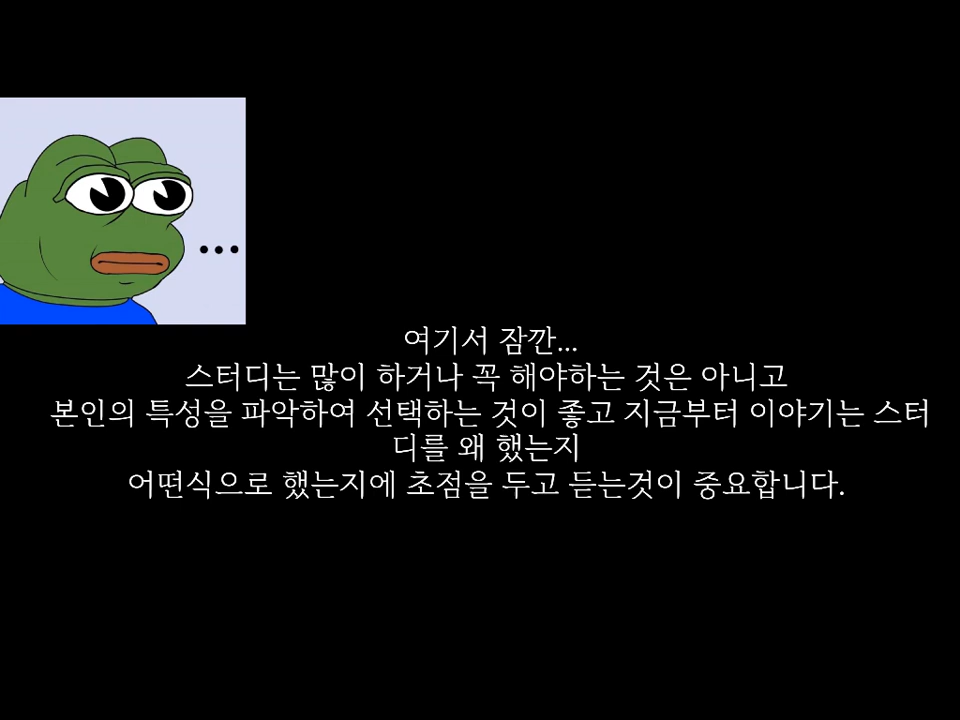 ...
여기서 잠깐...
스터디는 많이 하거나 꼭 해야하는 것은 아니고
본인의 특성을 파악하여 선택하는 것이 좋고 지금부터 이야기는 스터
디를 왜 했는지
어떤식으로 했는지에 초점을 두고 듣는것이 중요합니다.